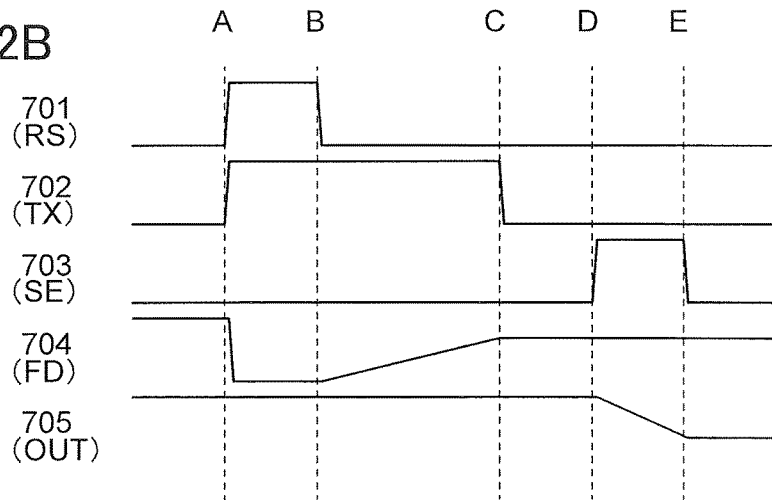 2B
A B C D E
701
(RS)
702
(TX)
703
(SE)
704
(FD)
705
(OUT)